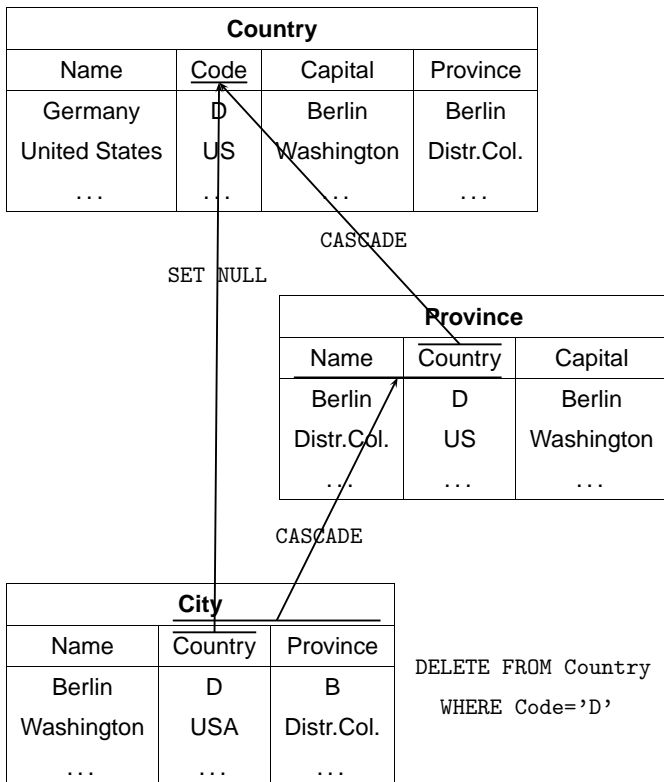 Country
Name Code Capital Province
Germany D Berlin Berlin
United States US Washington Distr.Col.
... ... ... ...
CASCADE
SET NULL
Province
Name Country Capital
Berlin D Berlin
Distr.Col. US Washington
... ... ...
CASCADE
City
Name Country Province
Berlin D B
Washington USA Distr.Col.
... ... ...
DELETE FROM Country
WHERE Code=’D’